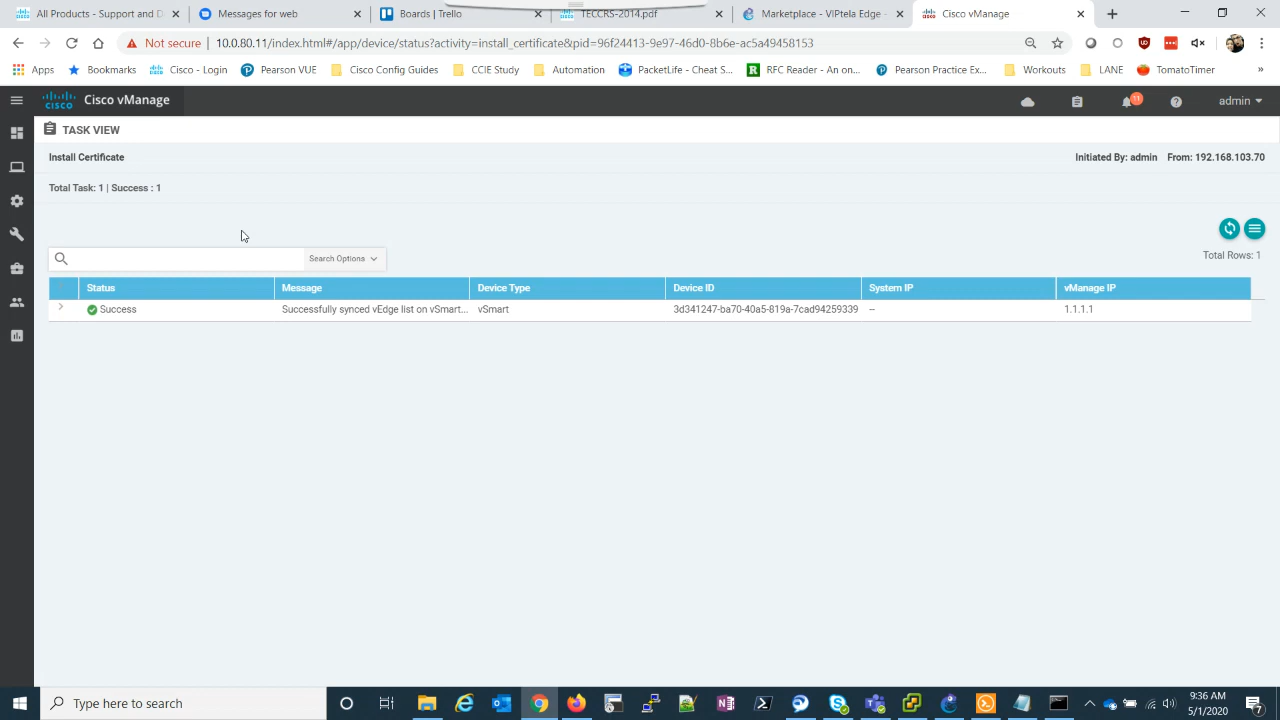 All Products - Support D
Messages for web
Boards | Trello
TECCRS-2014.pdf
Marketplace - VIPtela Edge -
Cisco vManage
Not secure | 10.0.80.11/index.html#/app/device/status?activity=install_certificate&pid=96f24413-9e97-46d0-8b6e-ac5a49458153
Apps Bookmarks Cisco - Login Pearson VUE Cisco Config Guides CCIE Study Automation PacketLife - Cheat S... RFC Reader - An on... Pearson Practice Ex... Workouts LANE TomatoTimer »
CISCO Cisco vManage 11 admin
TASK VIEW
Install Certificate Initiated By: admin From: 192.168.103.70
Total Task: 1 | Success : 1
Search Options Total Rows: 1
Status Message Device Type Device ID System IP vManage IP
Success Successfully synced vEdge list on vSmart... vSmart 3d341247-ba70-40a5-819a-7cad94259339 -- 1.1.1.1
Type here to search
9:36 AM
5/1/2020
7